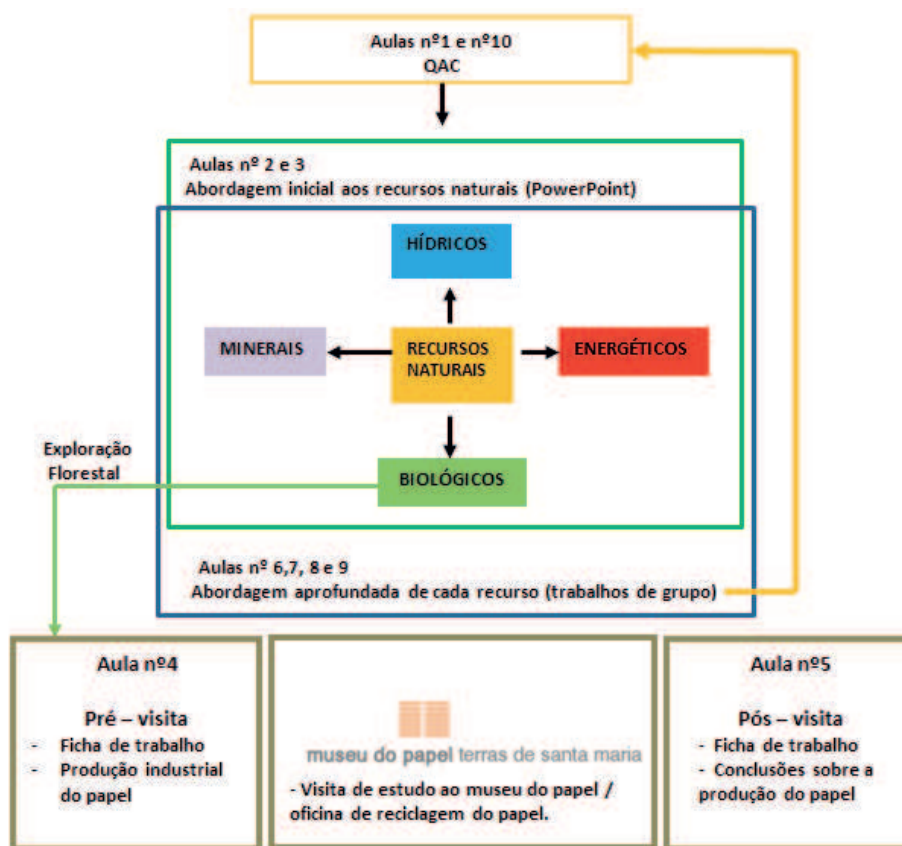 Aulas nº1 e nº10
QAC
Aulas nº 2 e 3
Abordagem inicial aos recursos naturais (PowerPoint)
HÍDRICOS
MINERAIS
RECURSOS
NATURAIS
ENERGÉTICOS
Exploração
Florestal
BIOLÓGICOS
Aulas nº 6,7, 8 e 9
Abordagem aprofundada de cada recurso (trabalhos de grupo)
Aula nº4
Pré – visita
- Ficha de trabalho
- Produção industrial
do papel
museu do papel terras de santa maria
- Visita de estudo ao museu do papel /
oficina de reciclagem do papel.
Aula nº5
Pós – visita
- Ficha de trabalho
- Conclusões sobre a
produção do papel